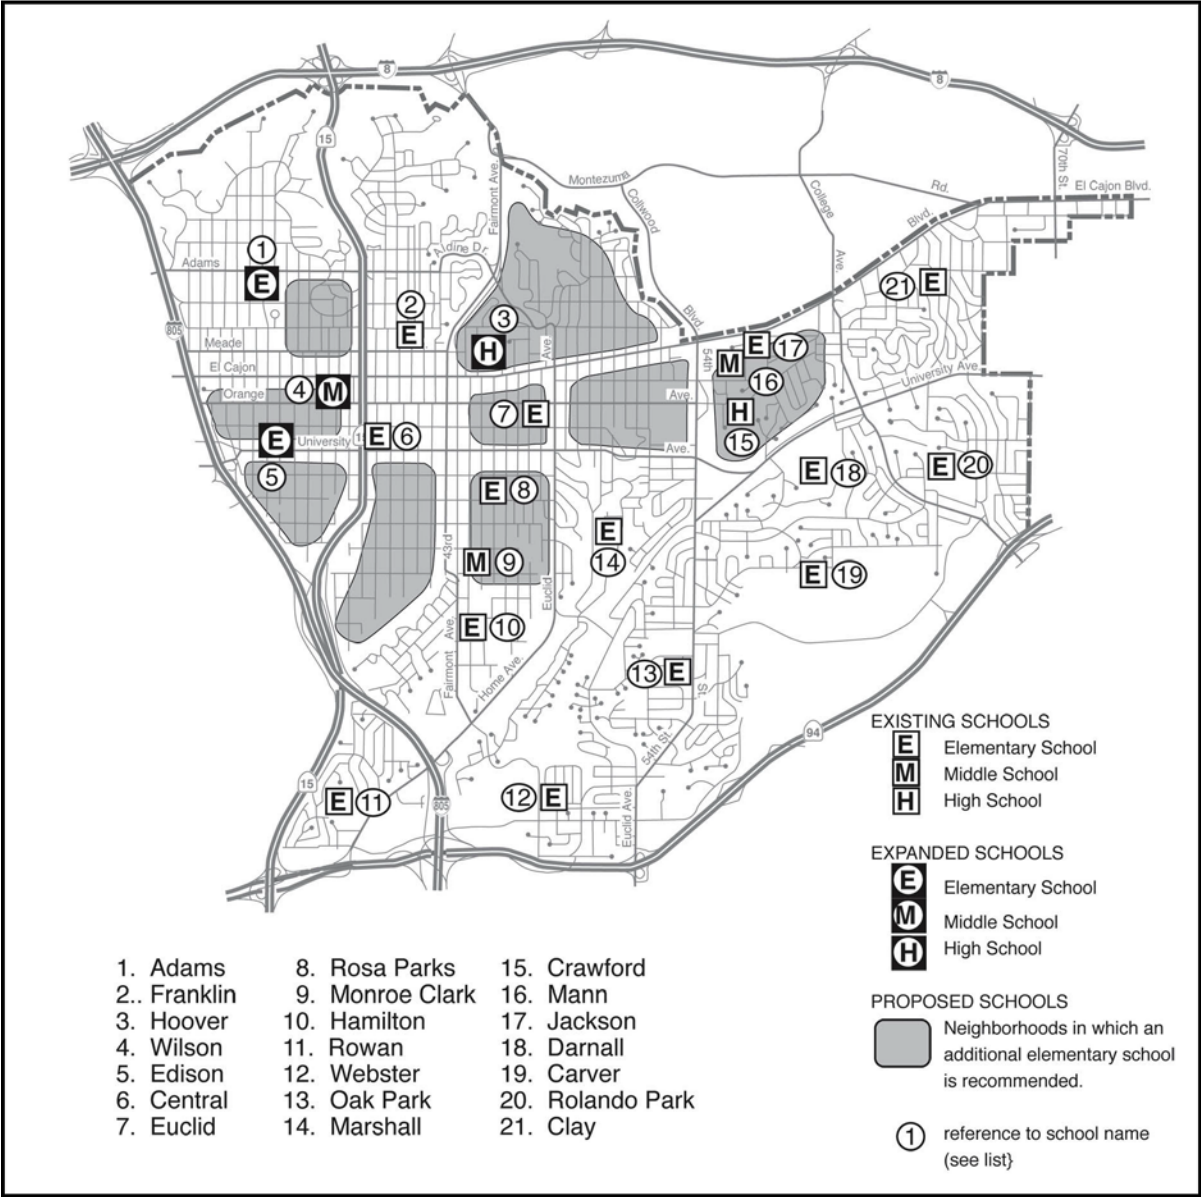 8
8
15
70th St.
El Cajon Blvd.
Fairmont Ave.
Montezuma
Rd.
Collwood
College
Blvd.
1
Adams
Aldine Dr.
Ave.
E
21
E
2
3
Blvd.
805
E
Meade
H
Ave.
54th
E
17
M
El Cajon
16
University Ave.
Orange
4
M
Ave.
7
E
H
E
University
15
E
6
Ave.
15
5
E
18
E
20
E
8
E
14
43rd
M
9
E
19
Euclid
E
10
Fairmont Ave.
Home Ave.
13
E
St.
54th St.
94
15
E
11
805
12
E
Euclid Ave.
EXISTING SCHOOLS
E Elementary School
M Middle School
H High School
EXPANDED SCHOOLS
E Elementary School
M Middle School
H High School
PROPOSED SCHOOLS
Neighborhoods in which an
additional elementary school
is recommended.
1 reference to school name
(see list}
1. Adams
2.. Franklin
3. Hoover
4. Wilson
5. Edison
6. Central
7. Euclid
8. Rosa Parks
9. Monroe Clark
10. Hamilton
11. Rowan
12. Webster
13. Oak Park
14. Marshall
15. Crawford
16. Mann
17. Jackson
18. Darnall
19. Carver
20. Rolando Park
21. Clay